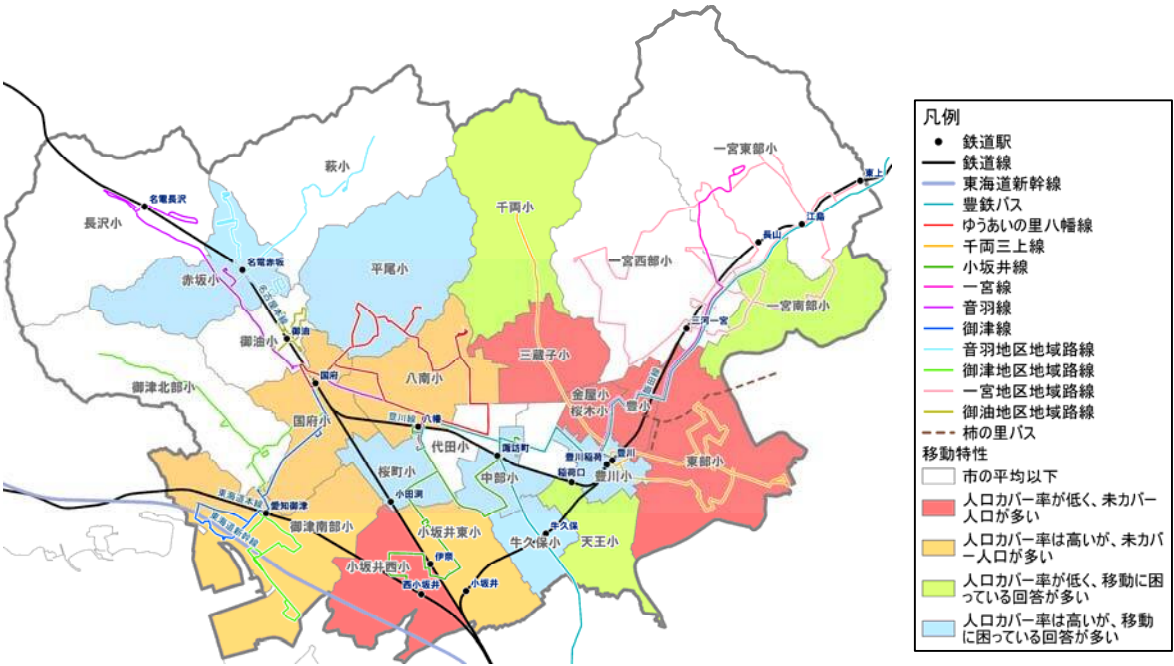 一宮東部小
東上
萩小
江島
名電長沢
千両小
長沢小
長山
一宮西部小
名電赤坂
平尾小
赤坂小
一宮南部小
名古屋本線
三河一宮
御油
御油小
三蔵子小
国府
八南小
飯田線
御津北部小
金屋小
桜木小
豊小
国府小
豊川線
八幡
代田小
諏訪町
豊川稲荷
豊川
東部小
桜町小
中部小
稲荷口
豊川小
東海道本線
愛知御津
小田渕
東海道新幹線
御津南部小
小坂井東小
牛久保
牛久保小
天王小
伊奈
小坂井西小
西小坂井
小坂井
凡例
鉄道駅
鉄道線
東海道新幹線
豊鉄バス
ゆうあいの里八幡線
千両三上線
小坂井線
一宮線
音羽線
御津線
音羽地区地域路線
御津地区地域路線
一宮地区地域路線
御油地区地域路線
柿の里バス
移動特性
市の平均以下
人口カバー率が低く、未カバー
人口が多い
人口カバー率は高いが、未カバ
ー人口が多い
人口カバー率が低く、移動に困
っている回答が多い
人口カバー率は高いが、移動
に困っている回答が多い